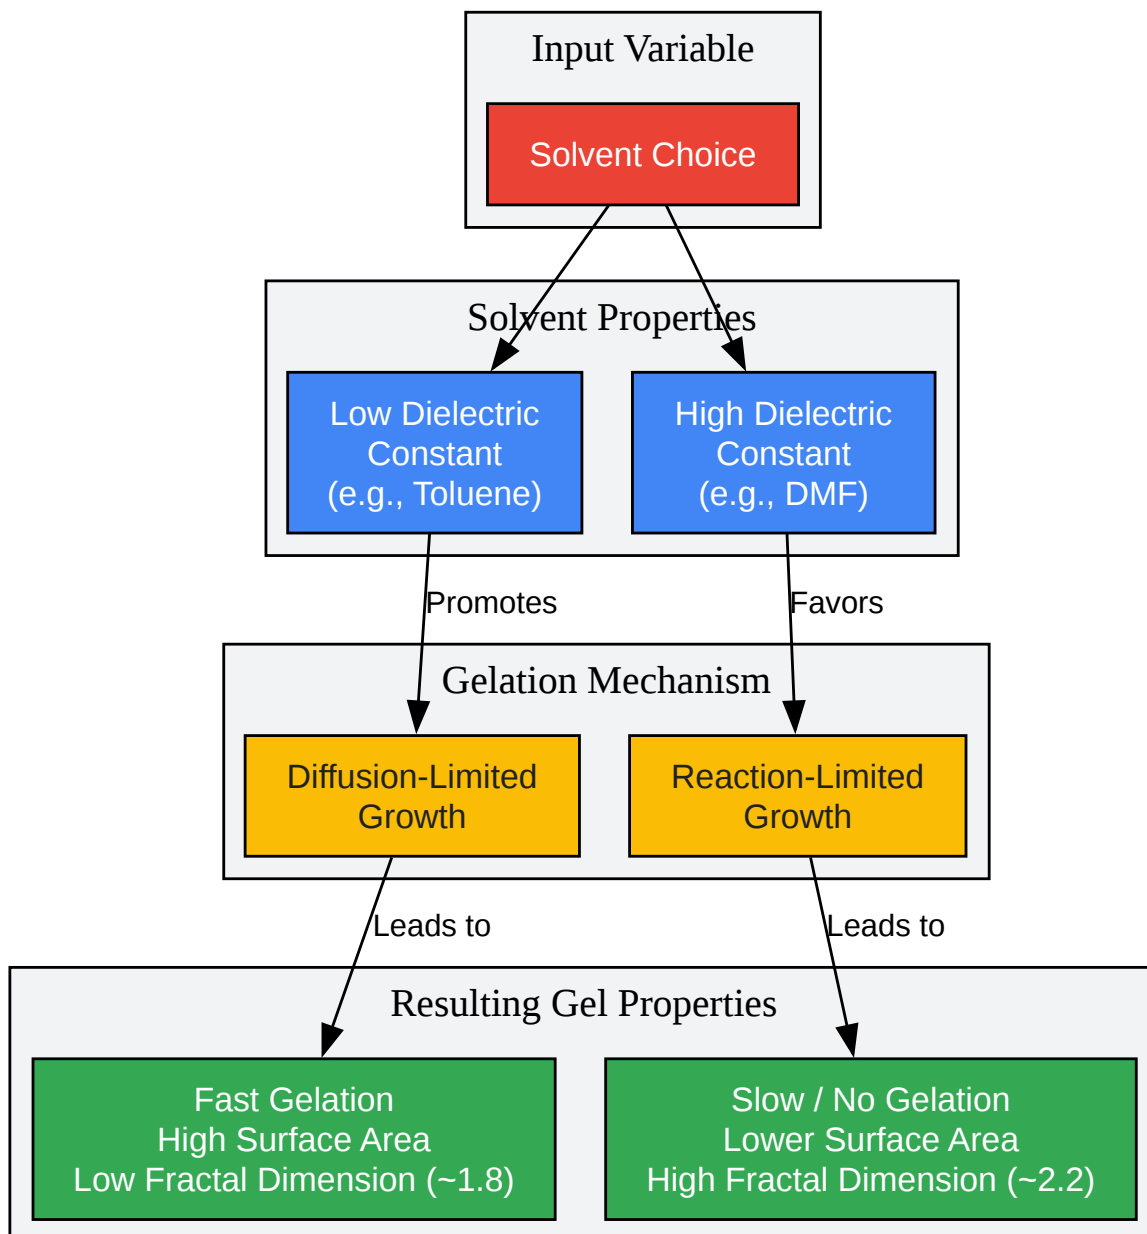 Input Variable
Solvent Choice
Solvent Properties
Low Dielectric
Constant
(e.g., Toluene)
High Dielectric
Constant
(e.g., DMF)
Promotes
Favors
Gelation Mechanism
Diffusion-Limited
Growth
Reaction-Limited
Growth
Leads to
Leads to
Resulting Gel Properties
Fast Gelation
High Surface Area
Low Fractal Dimension (~1.8)
Slow / No Gelation
Lower Surface Area
High Fractal Dimension (~2.2)